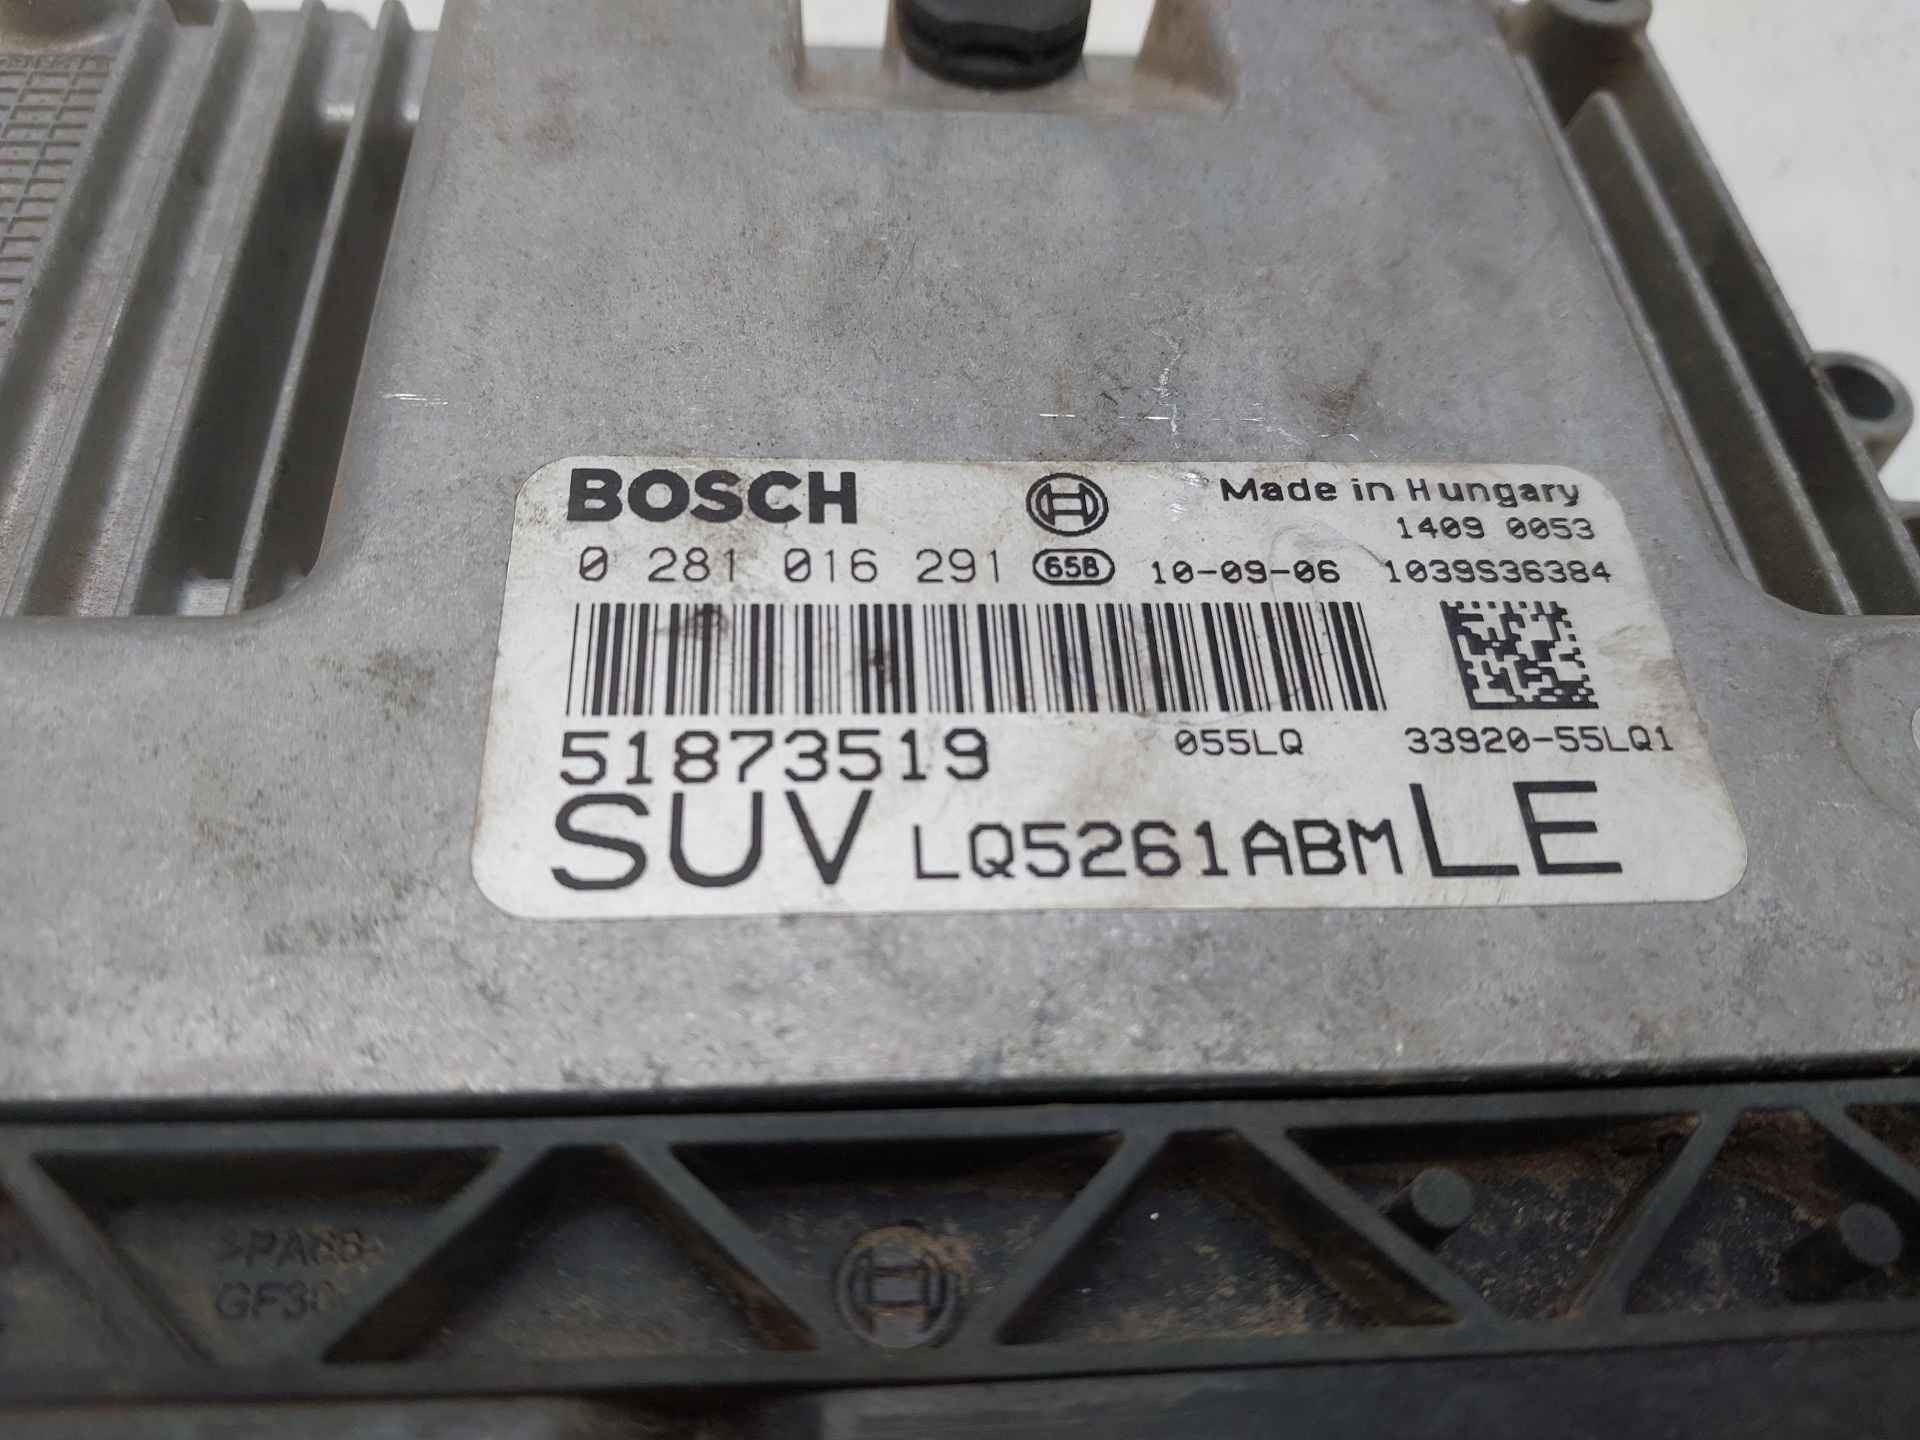 BOSCH
Made in Hungary
1409 0053
0 281 016 291 658 10-09-06 1039S36384
51873519 055LQ 33920-55LQ1
SUV LQ5261ABM LE
>PA66-
GF30